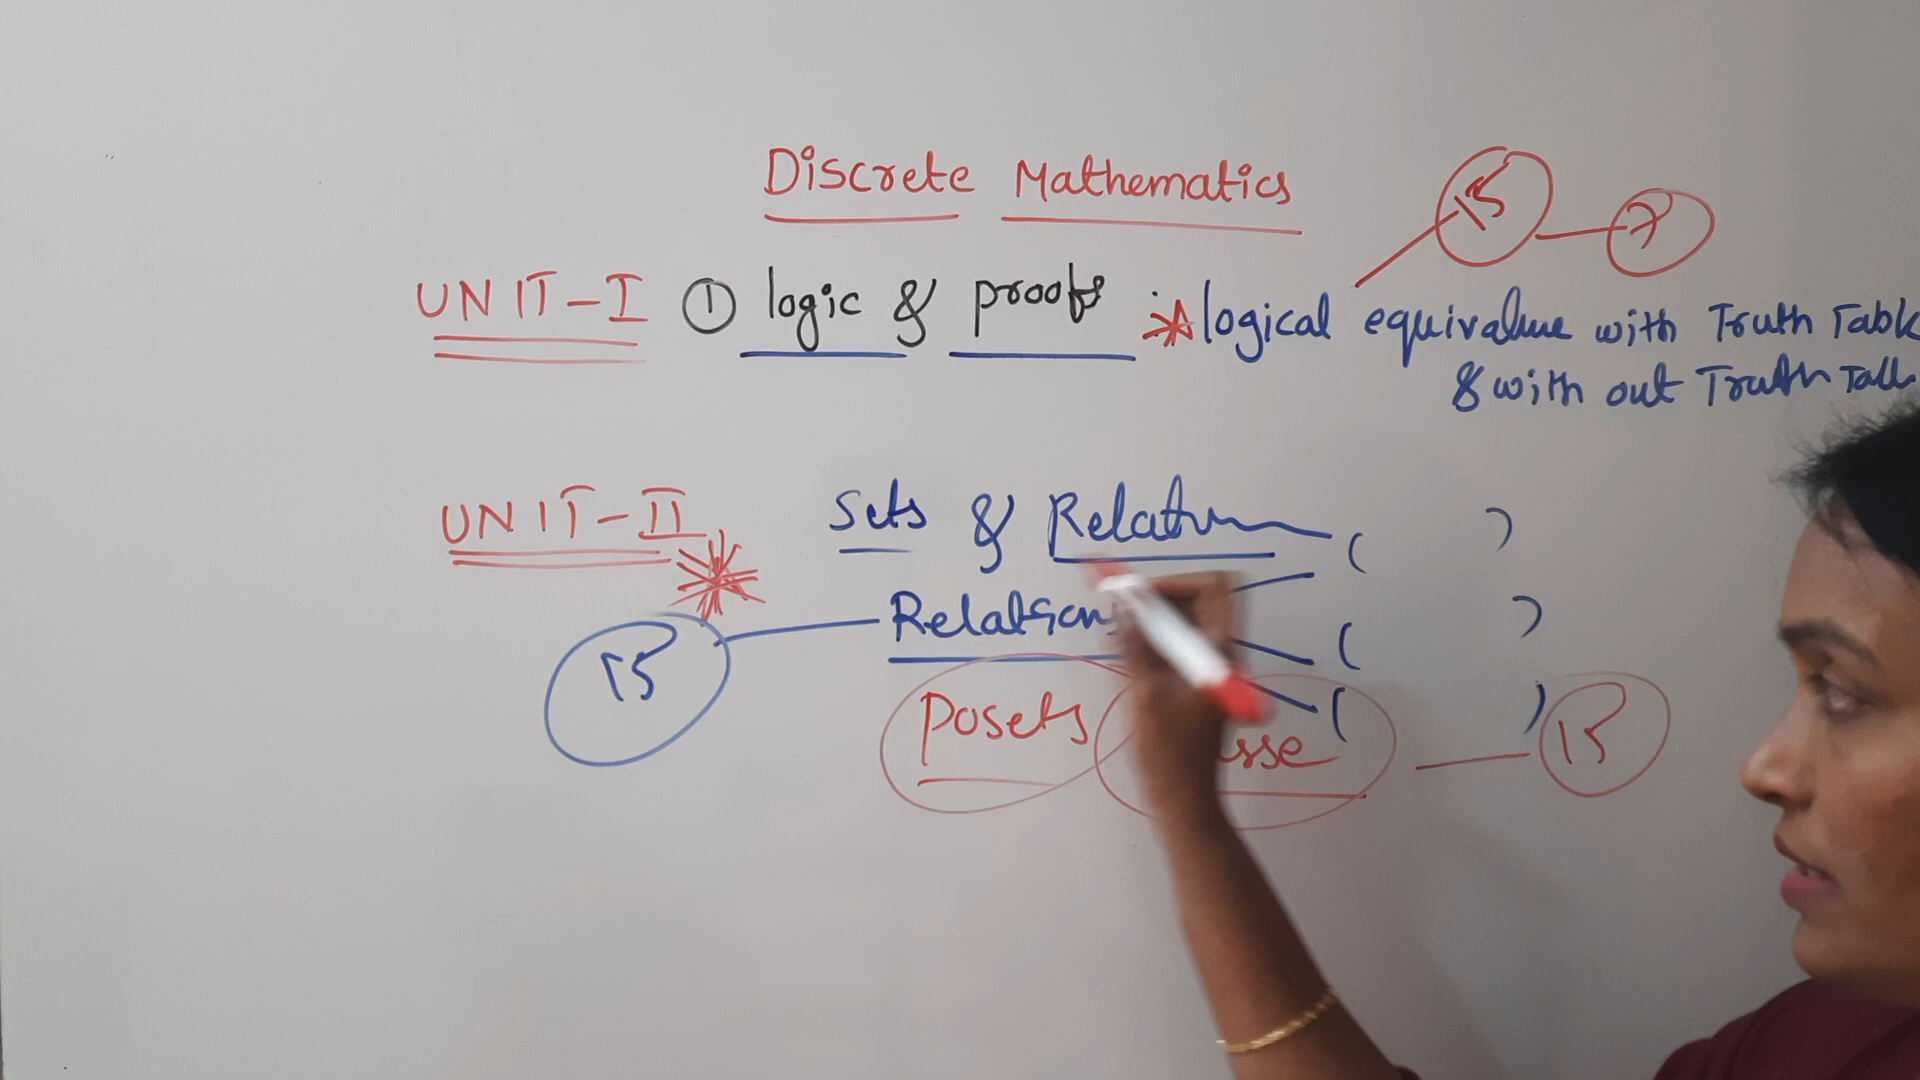 Discrete Mathematics
15 7
UNIT-I ① logic & proofs : * logical equivalence with Truth Table
& with out Truth Table
UNIT-II Sets & Relation ( )
15 Relations ( )
Posets ( ) 15